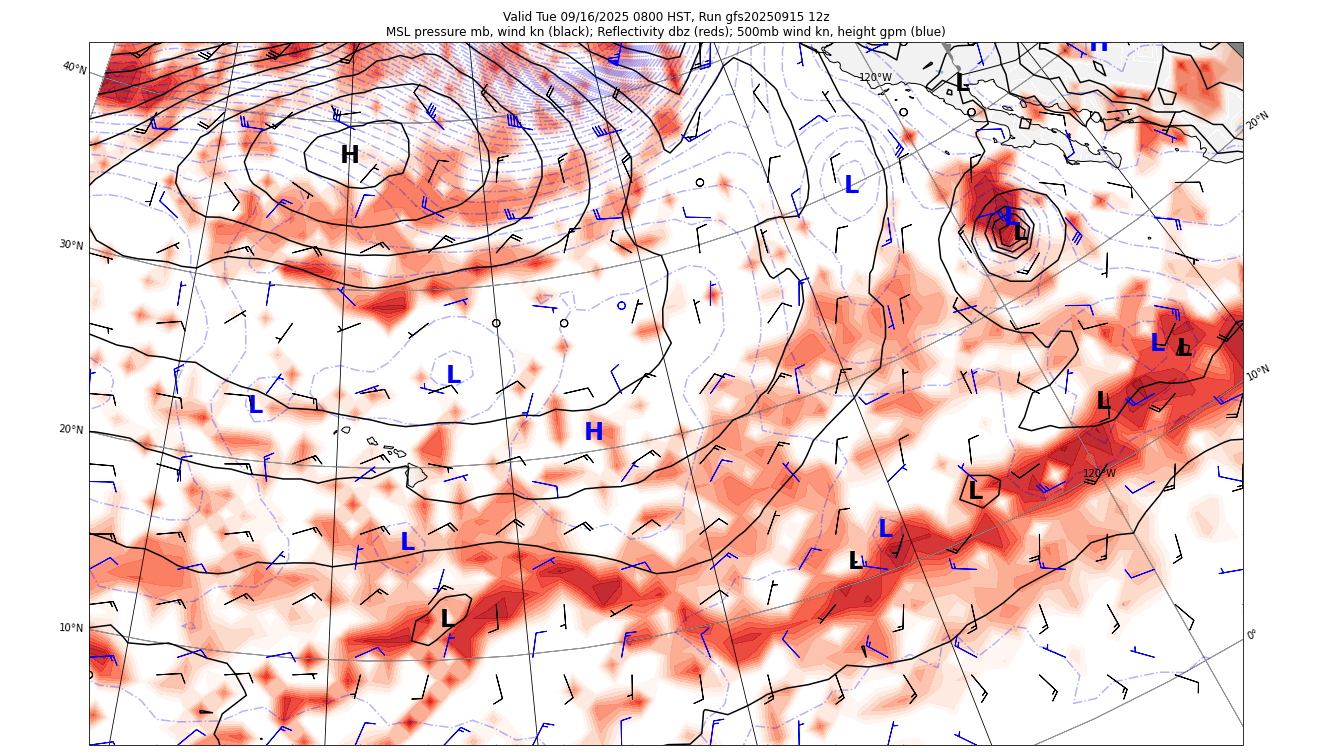 Valid Tue 09/16/2025 0800 HST, Run gfs20250915 12z
MSL pressure mb, wind kn (black); Reflectivity dbz (reds); 500mb wind kn, height gpm (blue)
H
40°N
120°W
L
20°N
H
L
L
L
30°N
L
L
10°N
L
L
L
20°N
H
120°W
L
L
L
L
L
10°N
0°